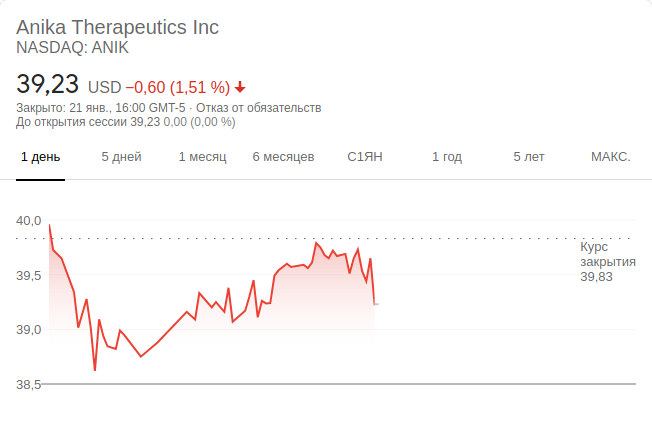 Anika Therapeutics Inc
NASDAQ: ANIK
39,23 USD −0,60 (1,51 %)
Закрыто: 21 янв., 16:00 GMT-5 · Отказ от обязательств
До открытия сессии 39,23 0,00 (0,00 %)
1 день 5 дней 1 месяц 6 месяцев С1ЯН 1 год 5 лет МАКС.
40,0
Курс
закрытия
39,83
39,5
39,0
38,5